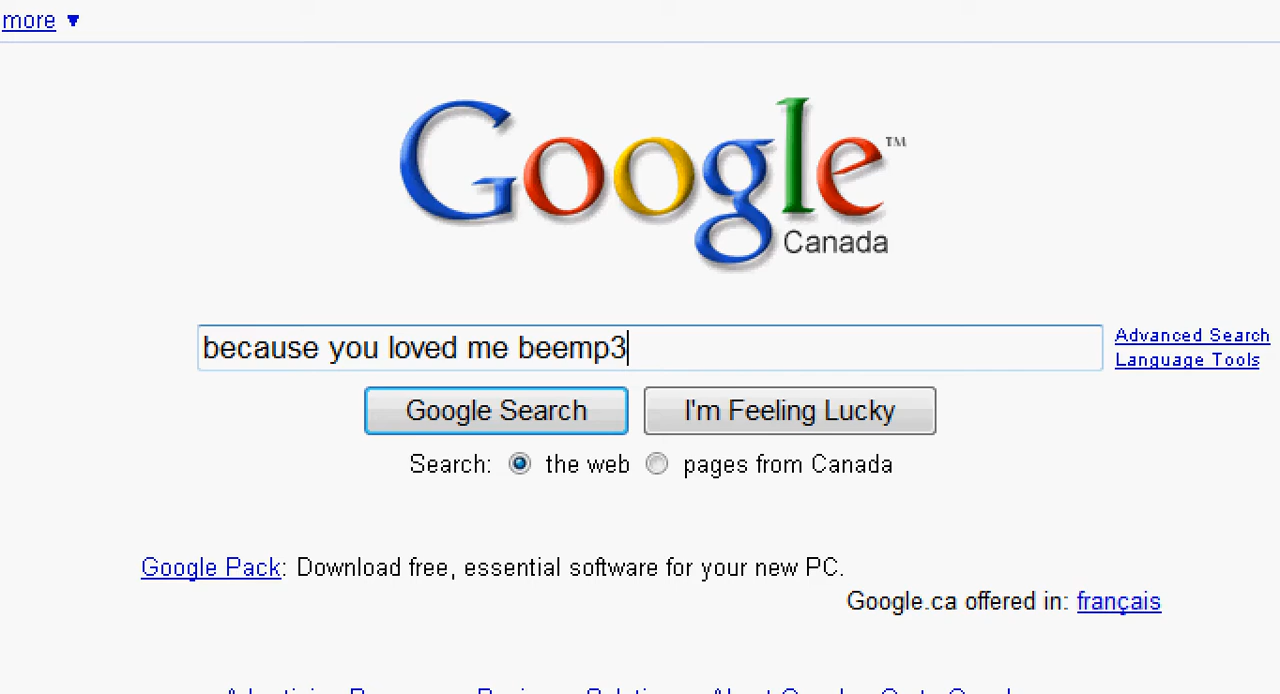 more ▼
Google™
Canada
because you loved me beemp3
Advanced Search
Language Tools
Google Search I'm Feeling Lucky
Search: the web pages from Canada
Google Pack: Download free, essential software for your new PC.
Google.ca offered in: français